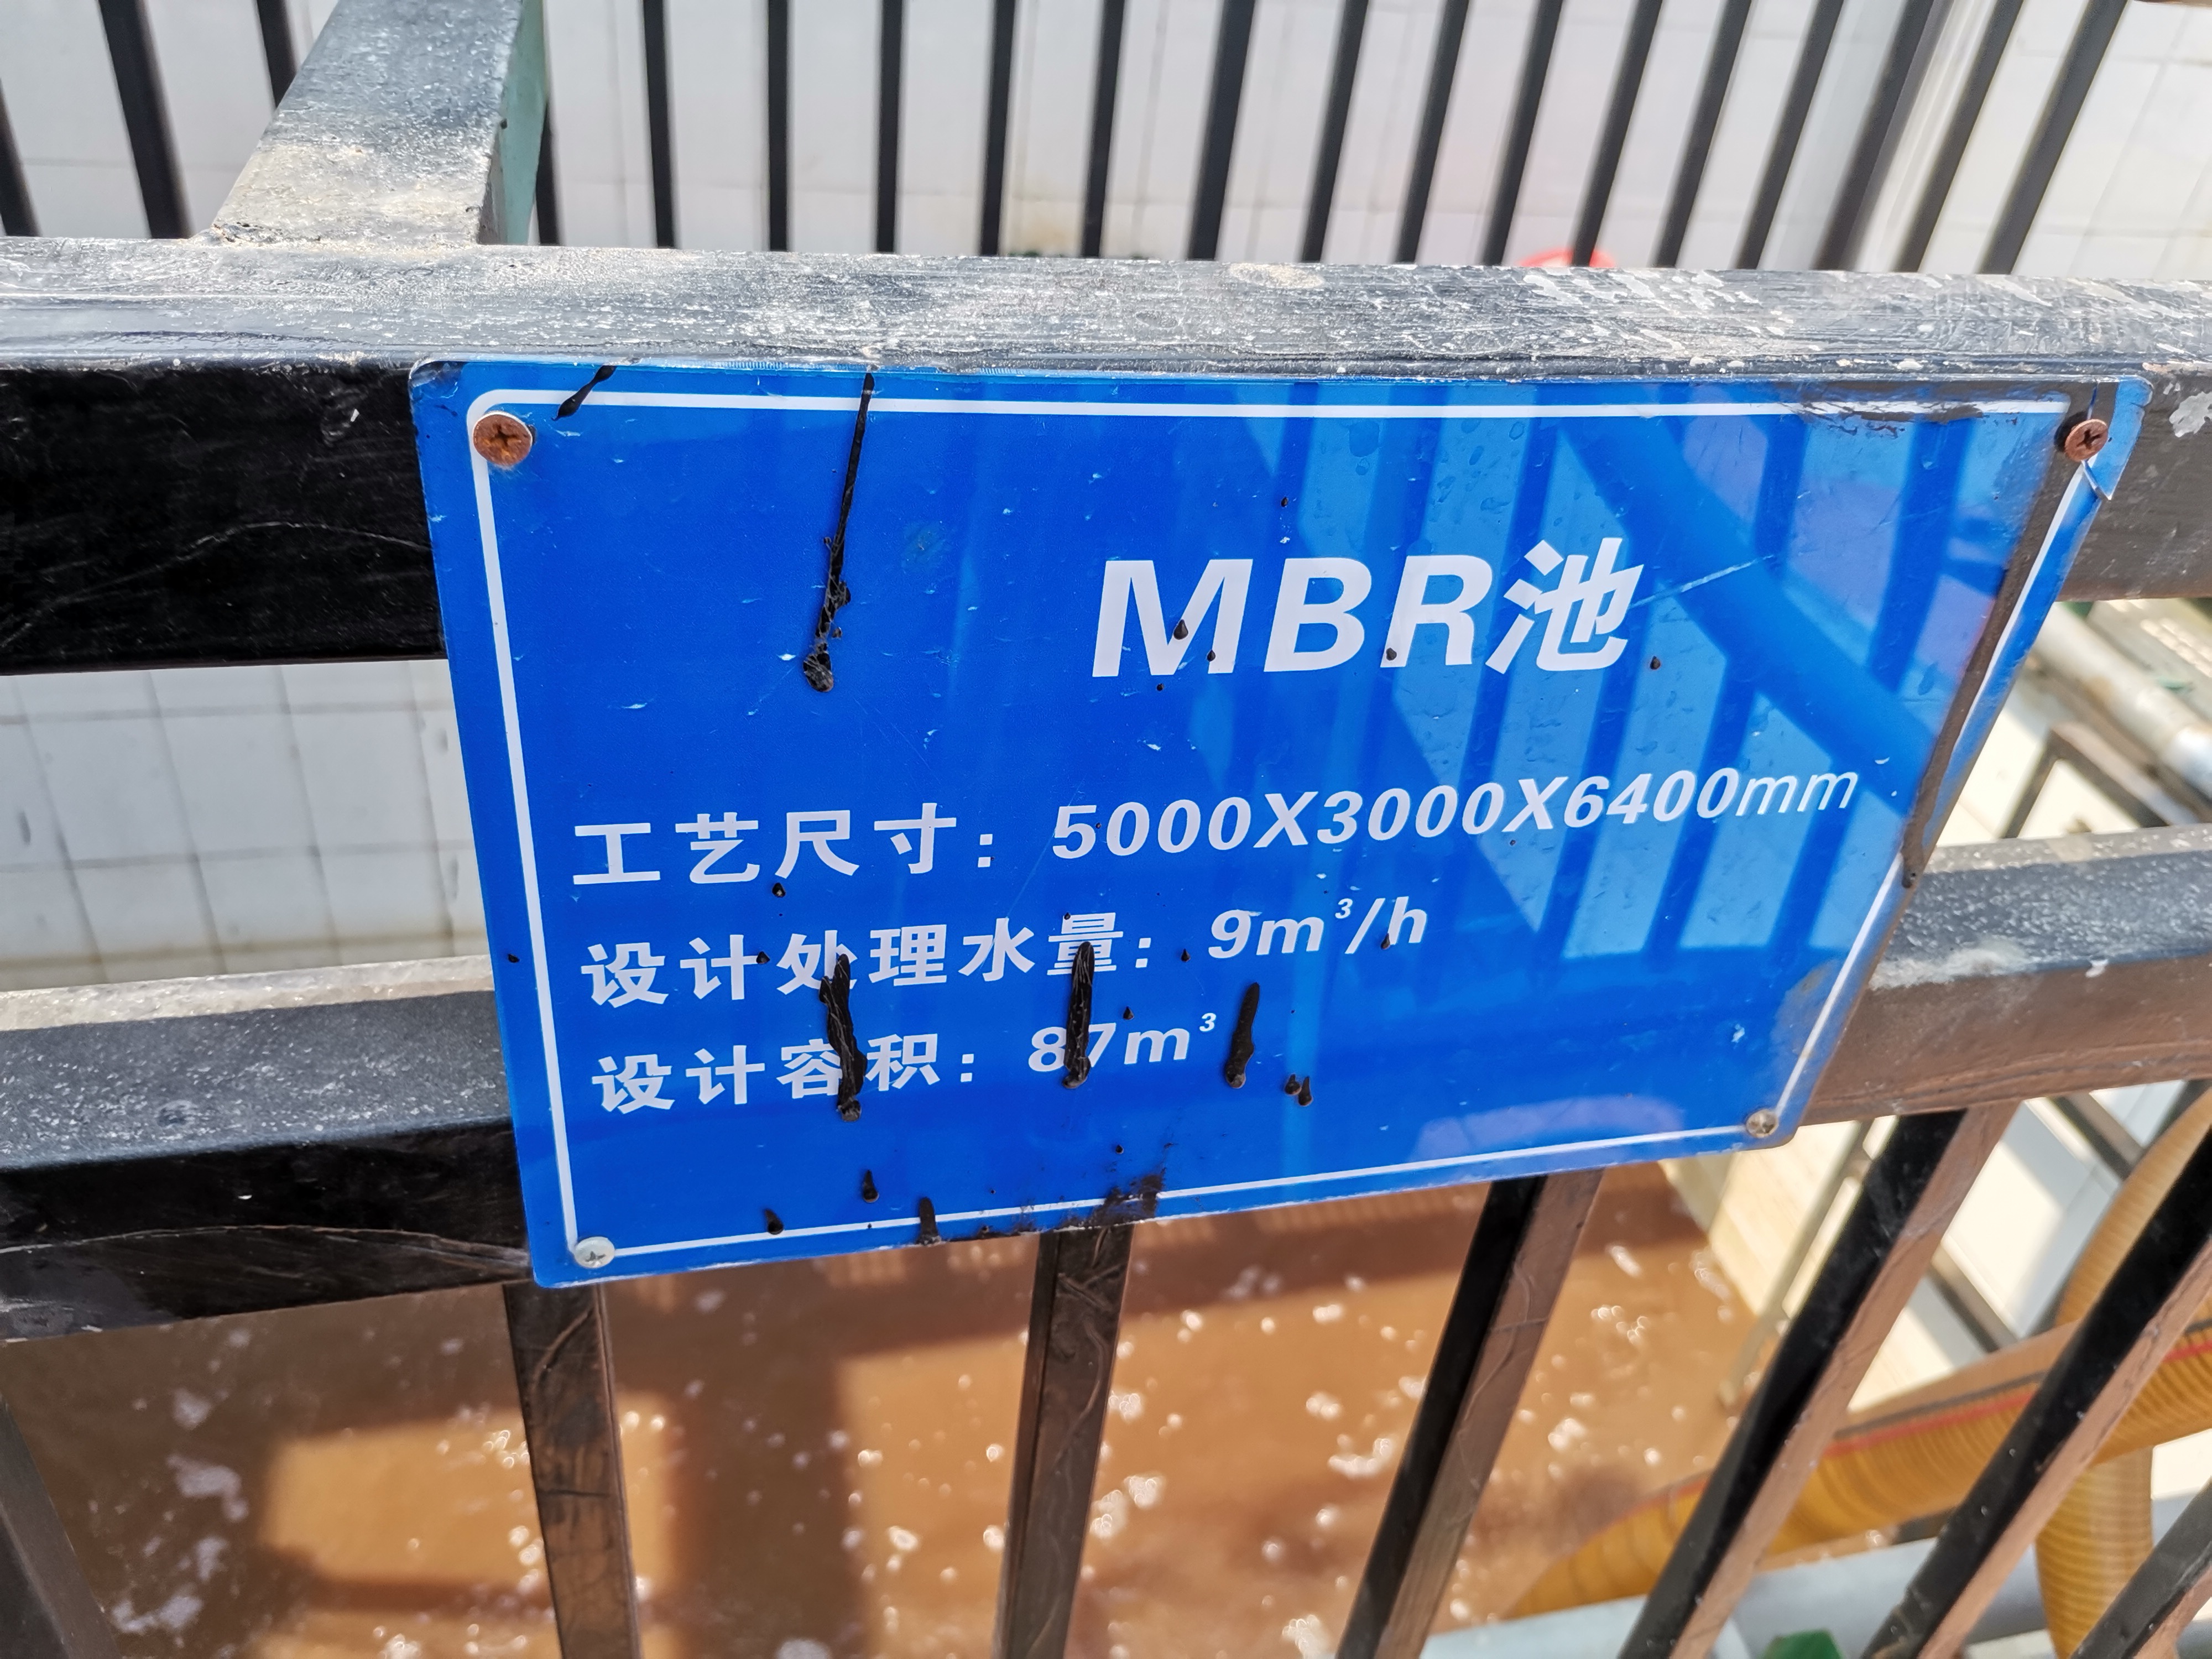 MBR池
工艺尺寸：5000X3000X6400mm
设计处理水量：9m³/h
设计容积：87m³